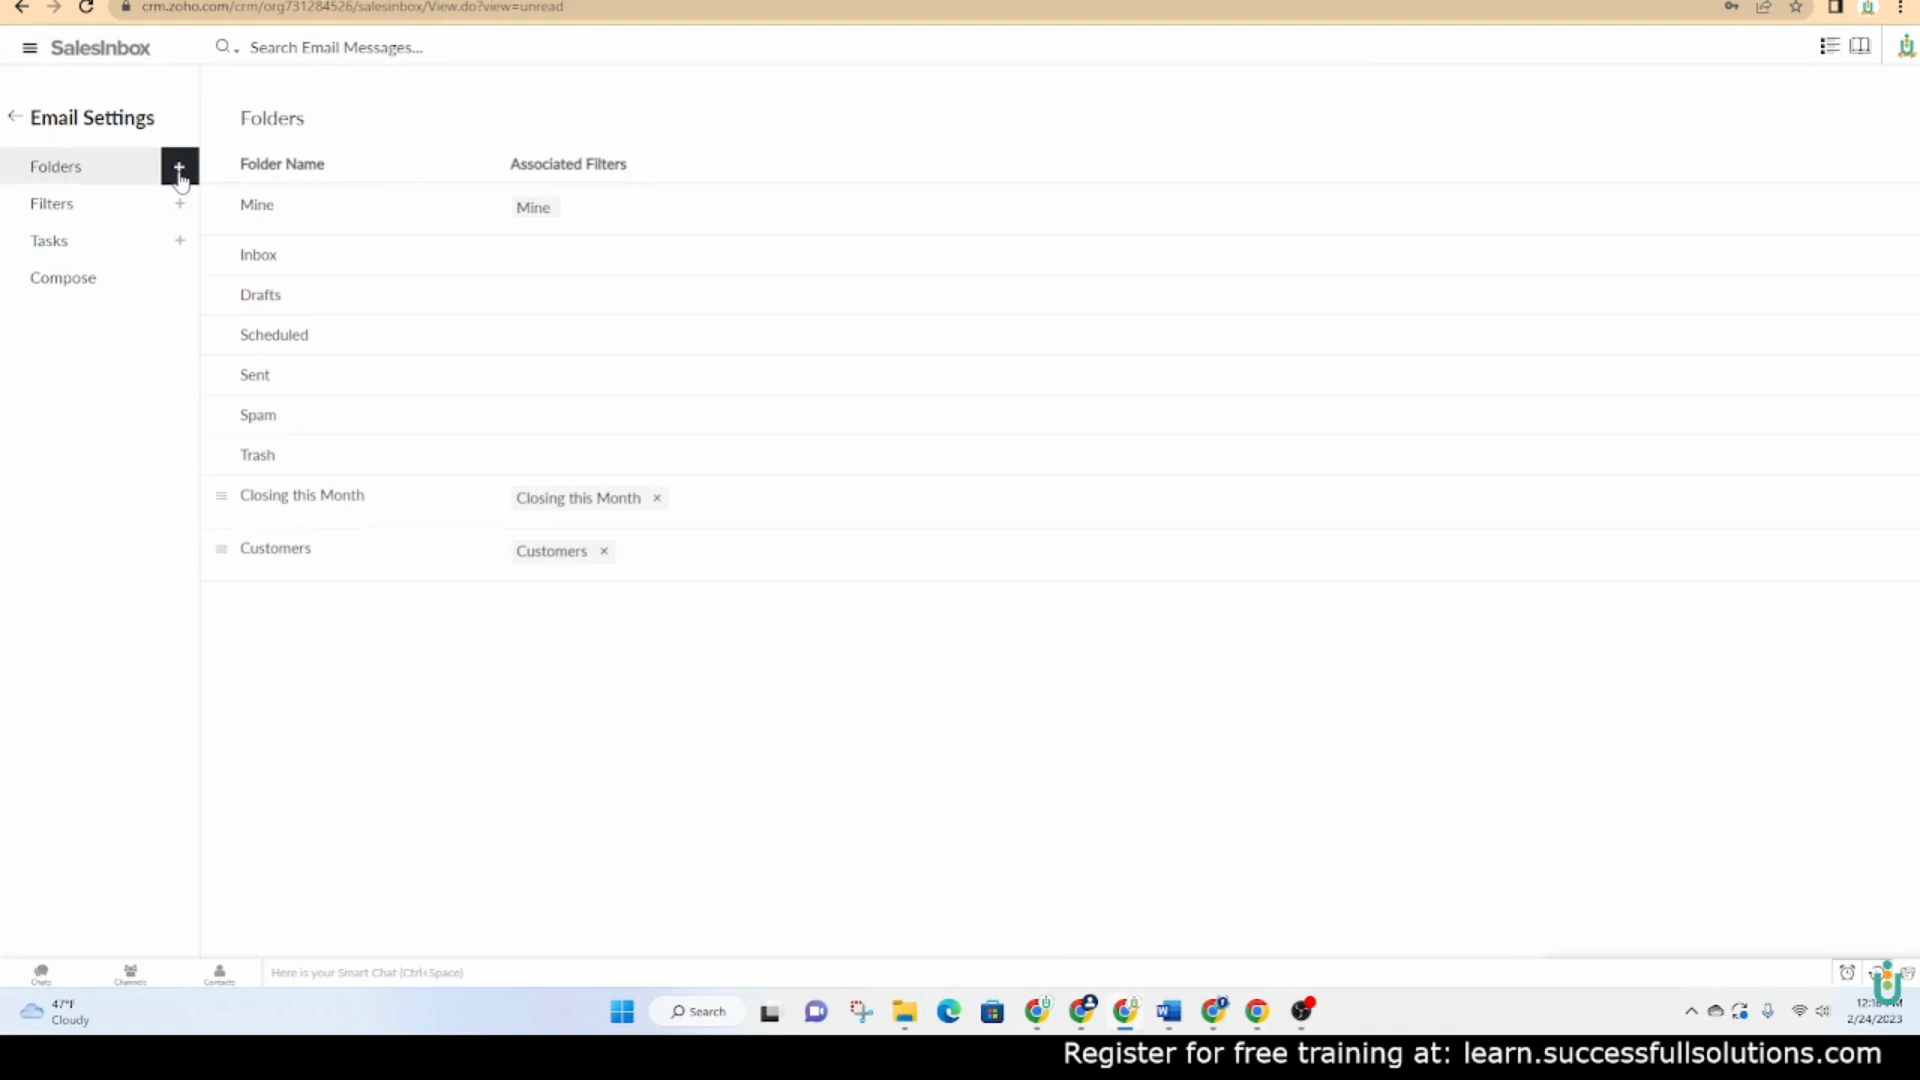 crm.zoho.com/crm/org731284526/salesinbox/View.do?view=unread
SalesInbox
Search Email Messages...
Email Settings
Folders
Filters
Tasks
Compose
Folders
Folder Name Associated Filters
Mine Mine
Inbox
Drafts
Scheduled
Sent
Spam
Trash
Closing this Month Closing this Month
Customers Customers
Chats Channels Contacts Here is your Smart Chat (Ctrl+Space)
47°F
Cloudy
Search
2/24/2023
Register for free training at: learn.successfullsolutions.com